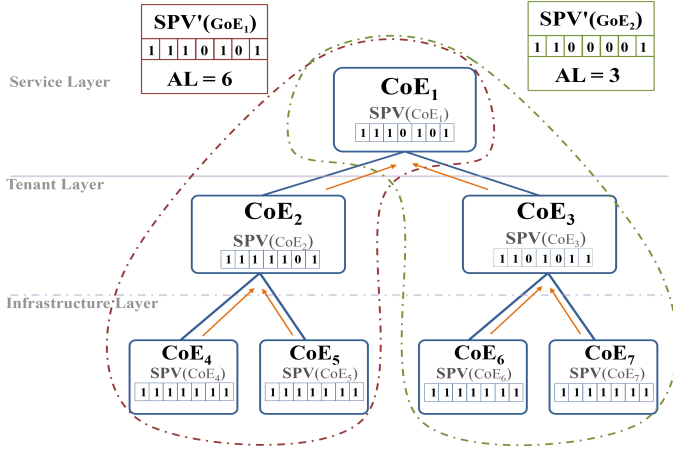 SPV'(GoE1)
1 1 1 0 1 0 1
AL = 6
SPV'(GoE2)
1 1 0 0 0 0 1
AL = 3
Service Layer
CoE1
SPV(CoE1)
1 1 1 0 1 0 1
Tenant Layer
CoE2
SPV(CoE2)
1 1 1 1 1 0 1
CoE3
SPV(CoE3)
1 1 0 1 0 1 1
Infrastructure Layer
CoE4
SPV(CoE4)
1 1 1 1 1 1 1
CoE5
SPV(CoE5)
1 1 1 1 1 1 1
CoE6
SPV(CoE6)
1 1 1 1 1 1 1
CoE7
SPV(CoE7)
1 1 1 1 1 1 1